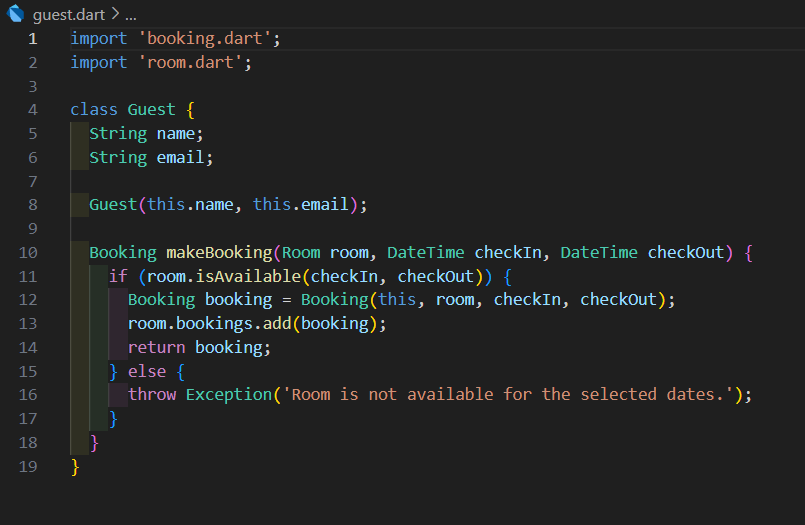 guest.dart > ...
1 import 'booking.dart';
2 import 'room.dart';
3
4 class Guest {
5   String name;
6   String email;
7
8   Guest(this.name, this.email);
9
10   Booking makeBooking(Room room, DateTime checkIn, DateTime checkOut) {
11     if (room.isAvailable(checkIn, checkOut)) {
12       Booking booking = Booking(this, room, checkIn, checkOut);
13       room.bookings.add(booking);
14       return booking;
15     } else {
16       throw Exception('Room is not available for the selected dates.');
17     }
18   }
19 }